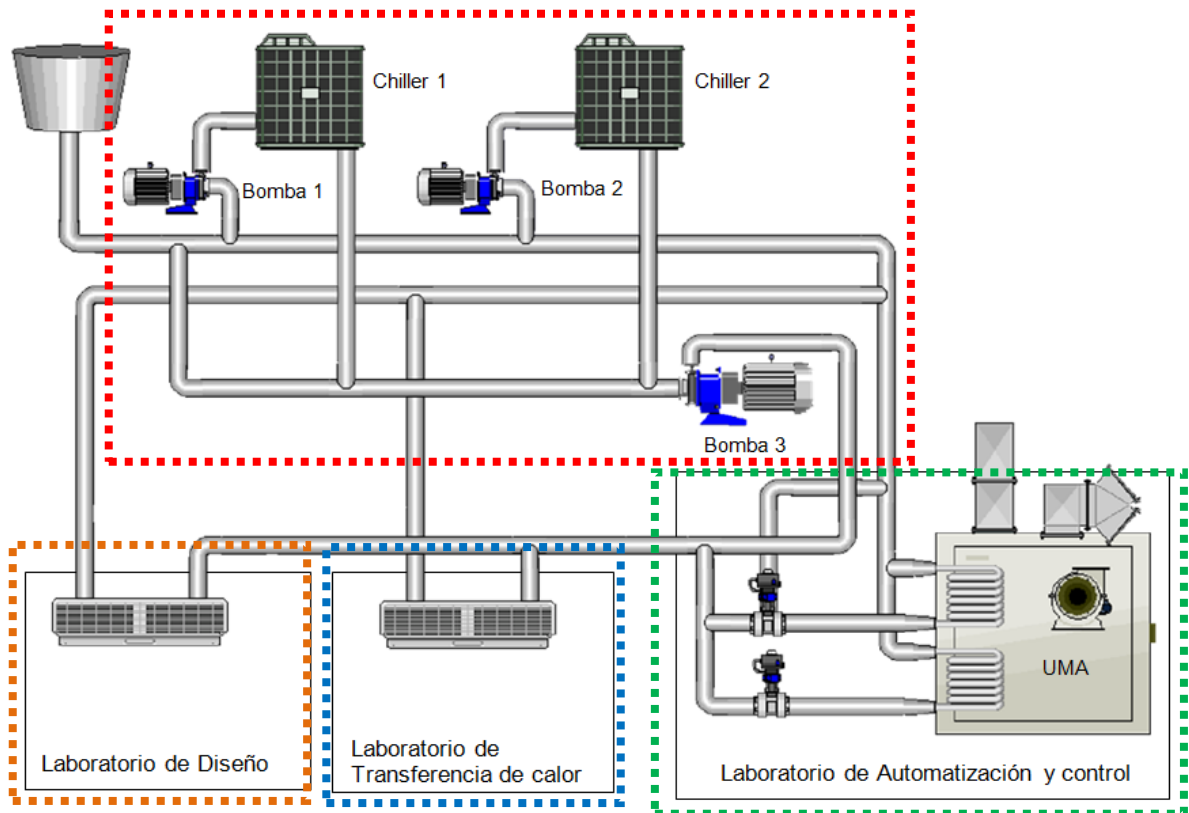 Chiller 1
Chiller 2
Bomba 1
Bomba 2
Bomba 3
UMA
Laboratorio de Diseño
Laboratorio de
Transferencia de calor
Laboratorio de Automatización y control